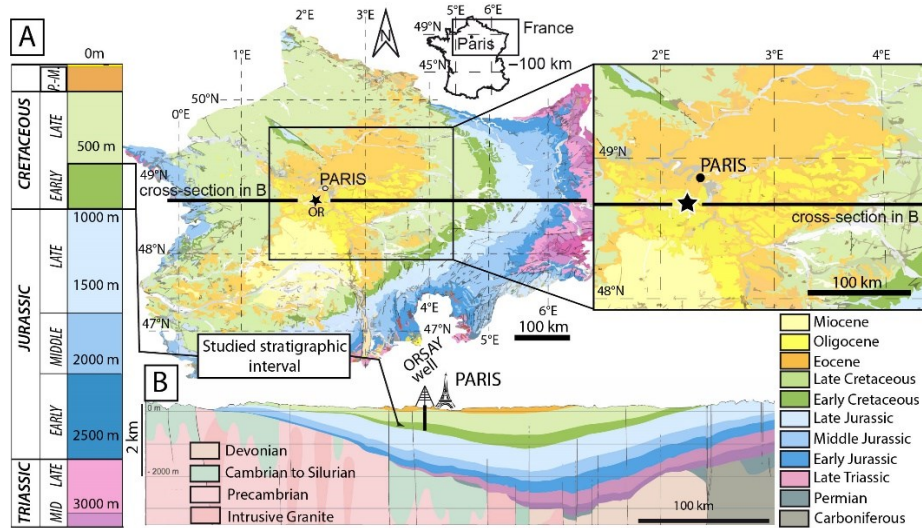 A
0m
P.-M.
CRETACEOUS
LATE
500 m
EARLY
1000 m
JURASSIC
LATE
1500 m
MIDDLE
2000 m
EARLY
2500 m
TRIASSIC
LATE
MID
3000 m
2°E
3°E
N
49°N
45°N
5°E
6°E
Paris
France
100 km
1°E
50°N
0°E
49°N
PARIS
cross-section in B
OR
48°N
47°N
4°E
47°N
5°E
6°E
100 km
2°E
3°E
4°E
49°N
PARIS
cross-section in B
48°N
100 km
Studied stratigraphic
interval
ORSAY
well
PARIS
B
0 m
2 km
-2000 m
100 km
Devonian
Cambrian to Silurian
Precambrian
Intrusive Granite
Miocene
Oligocene
Eocene
Late Cretaceous
Early Cretaceous
Late Jurassic
Middle Jurassic
Early Jurassic
Late Triassic
Permian
Carboniferous